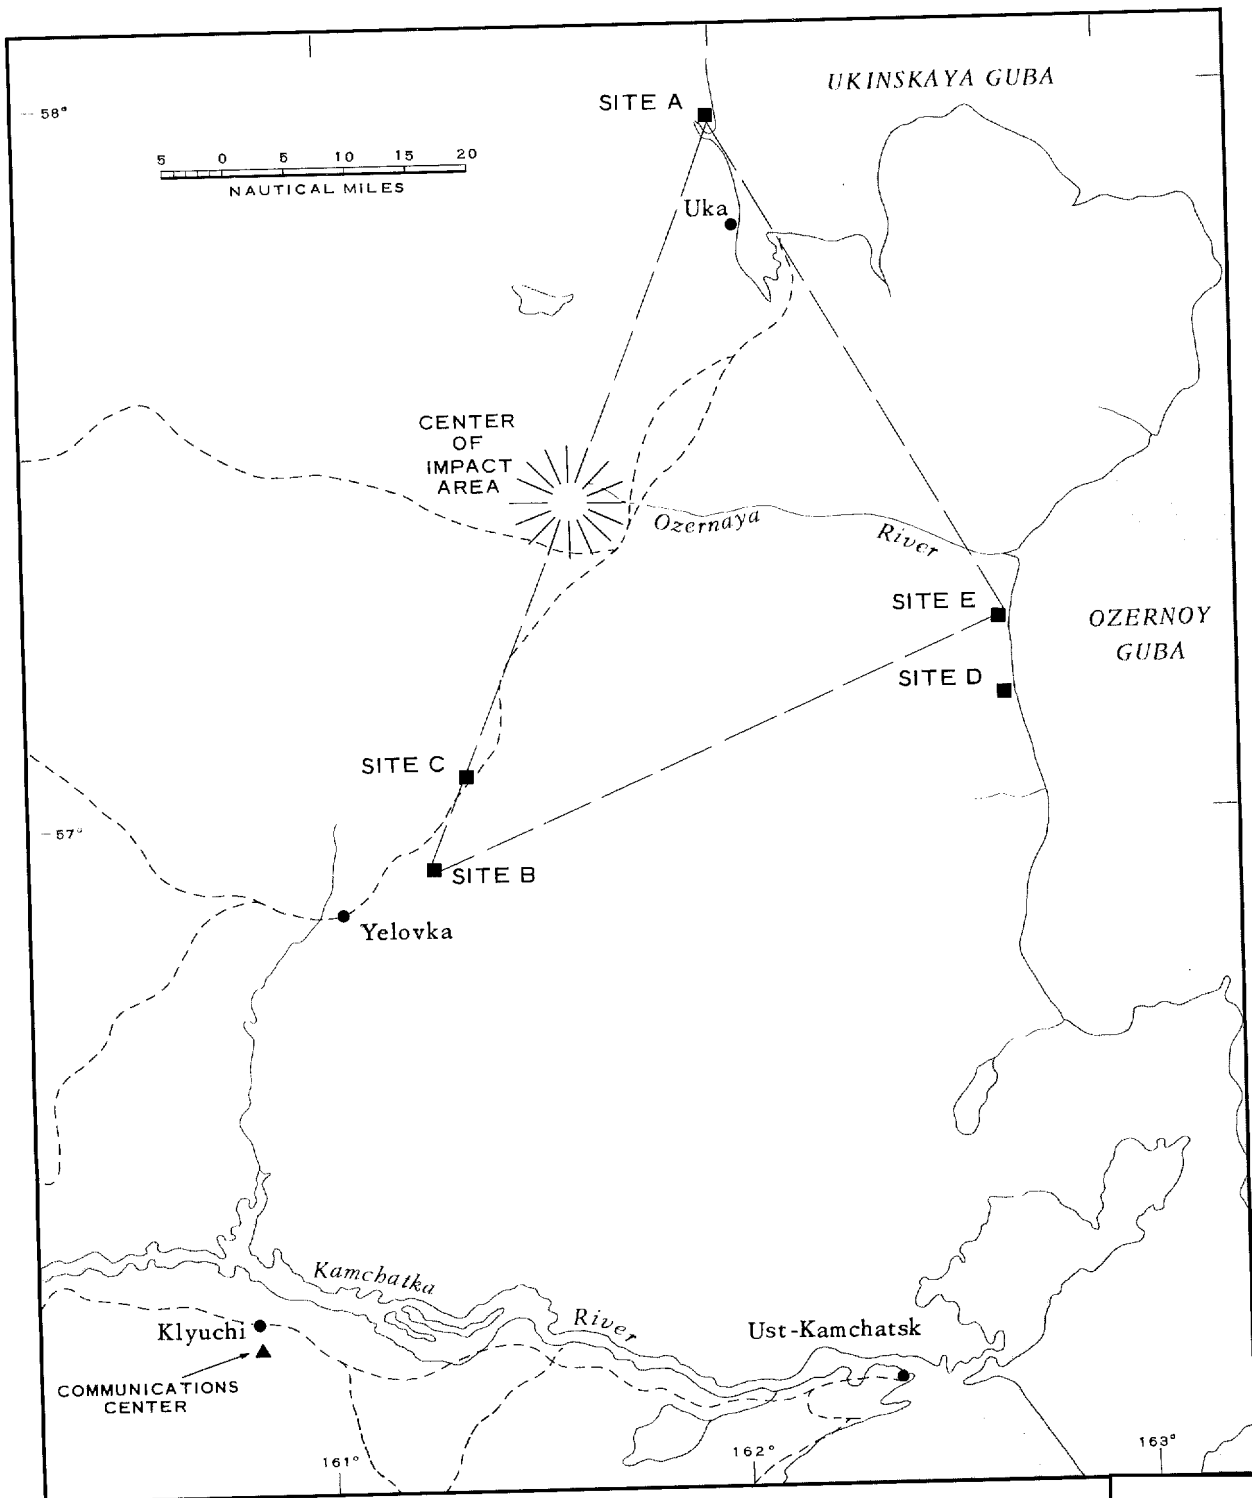 UKINSKAYA GUBA
SITE A
58°
5 0 5 10 15 20
NAUTICAL MILES
Uka
CENTER
OF
IMPACT
AREA
Ozernaya
River
SITE E
OZERNOY
GUBA
SITE D
SITE C
57°
SITE B
Yelovka
Kamchatka
River
Klyuchi
Ust-Kamchatsk
COMMUNICATIONS
CENTER
161°
162°
163°